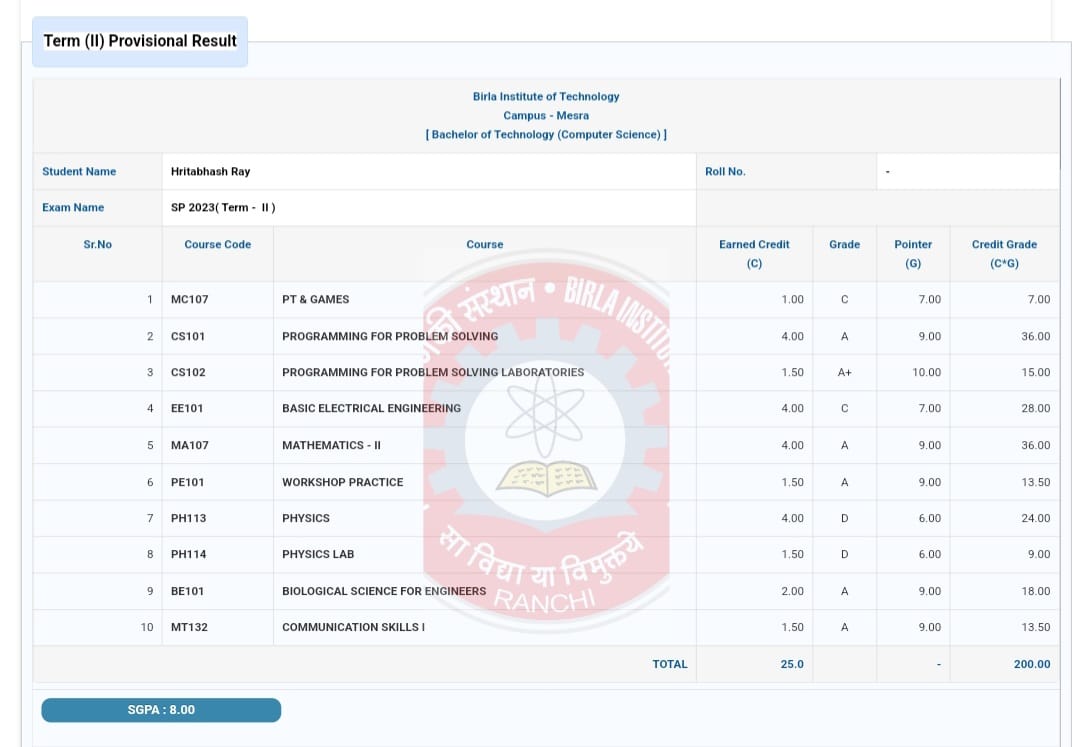 Term (II) Provisional Result
Birla Institute of Technology
Campus - Mesra
[ Bachelor of Technology (Computer Science) ]
Student Name Hritabhash Ray Roll No. -
Exam Name SP 2023( Term - II )
Sr.No Course Code Course Earned Credit (C) Grade Pointer (G) Credit Grade (C*G)
1 MC107 PT & GAMES 1.00 C 7.00 7.00
2 CS101 PROGRAMMING FOR PROBLEM SOLVING 4.00 A 9.00 36.00
3 CS102 PROGRAMMING FOR PROBLEM SOLVING LABORATORIES 1.50 A+ 10.00 15.00
4 EE101 BASIC ELECTRICAL ENGINEERING 4.00 C 7.00 28.00
5 MA107 MATHEMATICS - II 4.00 A 9.00 36.00
6 PE101 WORKSHOP PRACTICE 1.50 A 9.00 13.50
7 PH113 PHYSICS 4.00 D 6.00 24.00
8 PH114 PHYSICS LAB 1.50 D 6.00 9.00
9 BE101 BIOLOGICAL SCIENCE FOR ENGINEERS 2.00 A 9.00 18.00
10 MT132 COMMUNICATION SKILLS I 1.50 A 9.00 13.50
TOTAL 25.0 - 200.00
SGPA : 8.00
संस्थान • BIRLA
सा विद्या या विमुक्तये
RANCHI